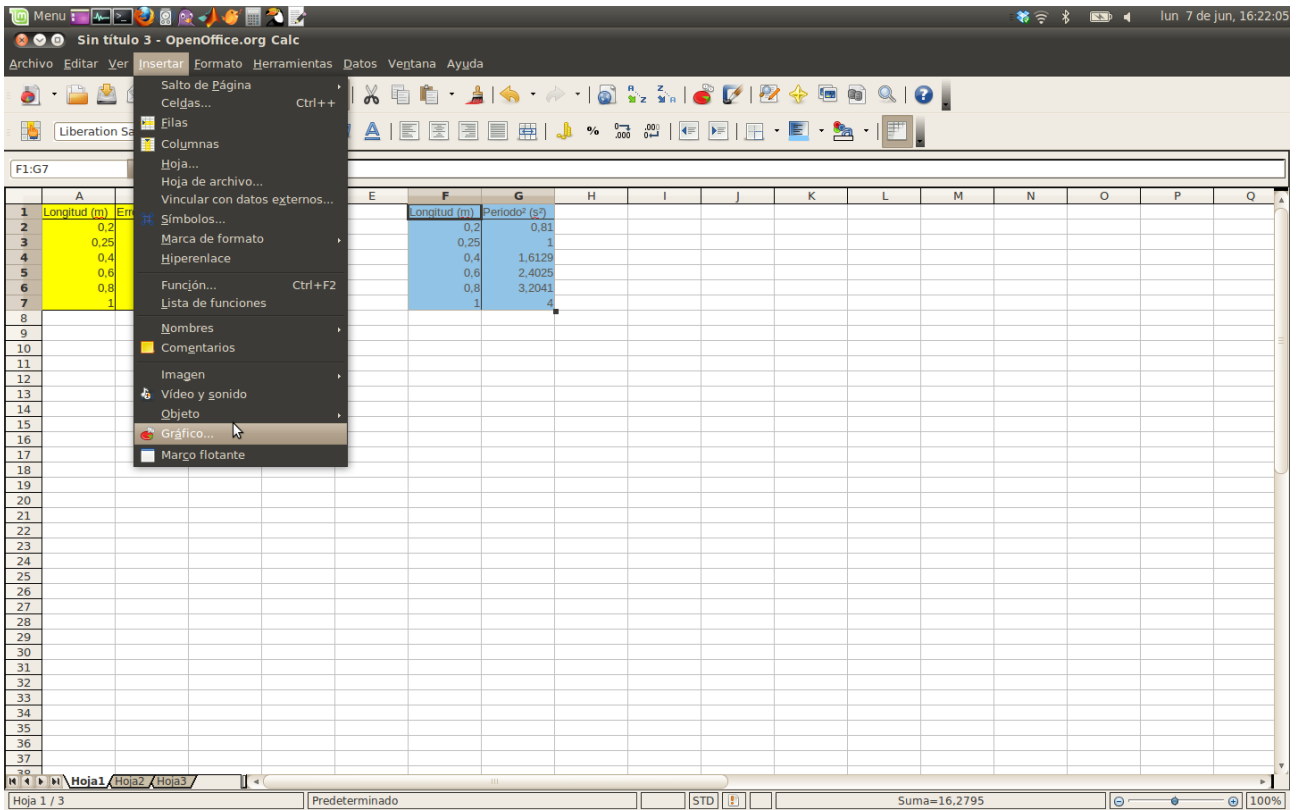 Menu lun 7 de jun, 16:22:05
Sin título 3 - OpenOffice.org Calc
Archivo Editar Ver Insertar Formato Herramientas Datos Ventana Ayuda
Salto de Página
Celdas... Ctrl++
Filas
Columnas
Hoja...
Hoja de archivo...
Vincular con datos externos...
Símbolos...
Marca de formato
Hiperenlace
Función... Ctrl+F2
Lista de funciones
Nombres
Comentarios
Imagen
Vídeo y sonido
Objeto
Gráfico...
Marco flotante
Liberation Sa
F1:G7
A E F G H I J K L M N O P Q
1 Longitud (m) Erro Longitud (m) Periodo² (s²)
2 0,2 0,2 0,81
3 0,25 0,25 1
4 0,4 0,4 1,6129
5 0,6 0,6 2,4025
6 0,8 0,8 3,2041
7 1 1 4
8
9
10
11
12
13
14
15
16
17
18
19
20
21
22
23
24
25
26
27
28
29
30
31
32
33
34
35
36
37
38
Hoja1 Hoja2 Hoja3
Hoja 1 / 3 Predeterminado STD Suma=16,2795 100%